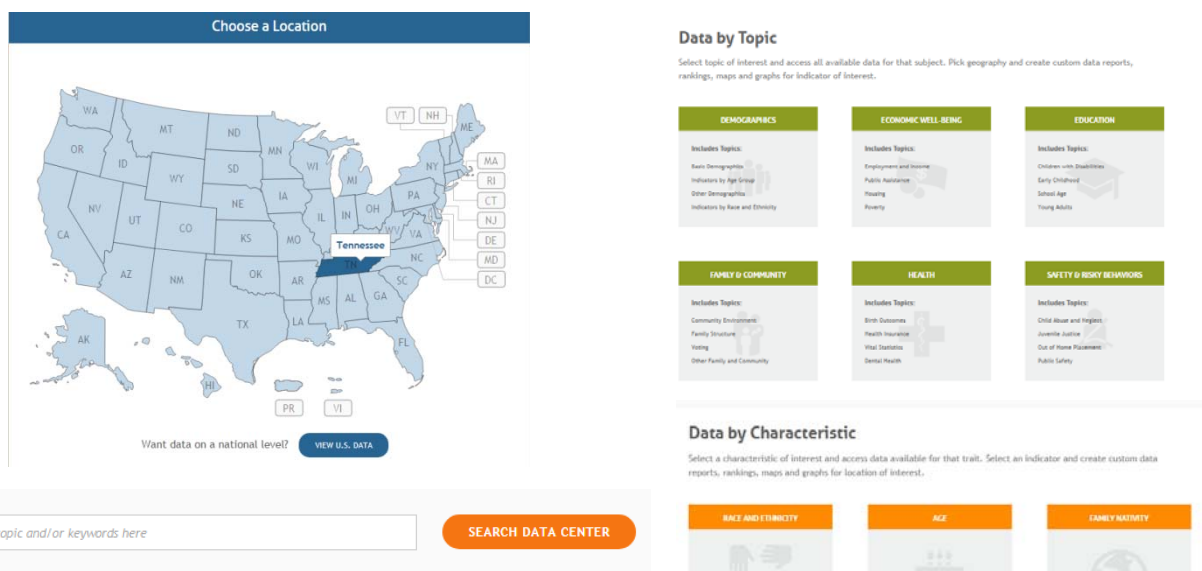 Choose a Location
WA
MT
ND
MN
VT
NH
ME
OR
ID
WY
SD
WI
MI
NY
MA
RI
CT
NJ
DE
MD
DC
NV
UT
CO
NE
IA
IL
IN
OH
PA
WV
VA
CA
KS
MO
Tennessee
TN
NC
AZ
NM
OK
AR
SC
MS
AL
GA
TX
LA
FL
AK
HI
PR
VI
Want data on a national level?
VIEW U.S. DATA
opic and/or keywords here
SEARCH DATA CENTER
Data by Topic
Select topic of interest and access all available data for that subject. Pick geography and create custom data reports,
rankings, maps and graphs for indicator of interest.
DEMOGRAPHICS
Includes Topics:
Basic Demographics
Indicators by Age Group
Other Demographics
Indicators by Race and Ethnicity
ECONOMIC WELL-BEING
Includes Topics:
Employment and Income
Public Assistance
Housing
Poverty
EDUCATION
Includes Topics:
Children with Disabilities
Early Childhood
School Age
Young Adults
FAMILY & COMMUNITY
Includes Topics:
Community Environment
Family Structure
Voting
Other Family and Community
HEALTH
Includes Topics:
Birth Outcomes
Health Insurance
Vital Statistics
Dental Health
SAFETY & RISKY BEHAVIORS
Includes Topics:
Child Abuse and Neglect
Juvenile Justice
Out of Home Placement
Public Safety
Data by Characteristic
Select a characteristic of interest and access data available for that trait. Select an indicator and create custom data
reports, rankings, maps and graphs for location of interest.
RACE AND ETHNICITY
AGE
FAMILY NATIVITY